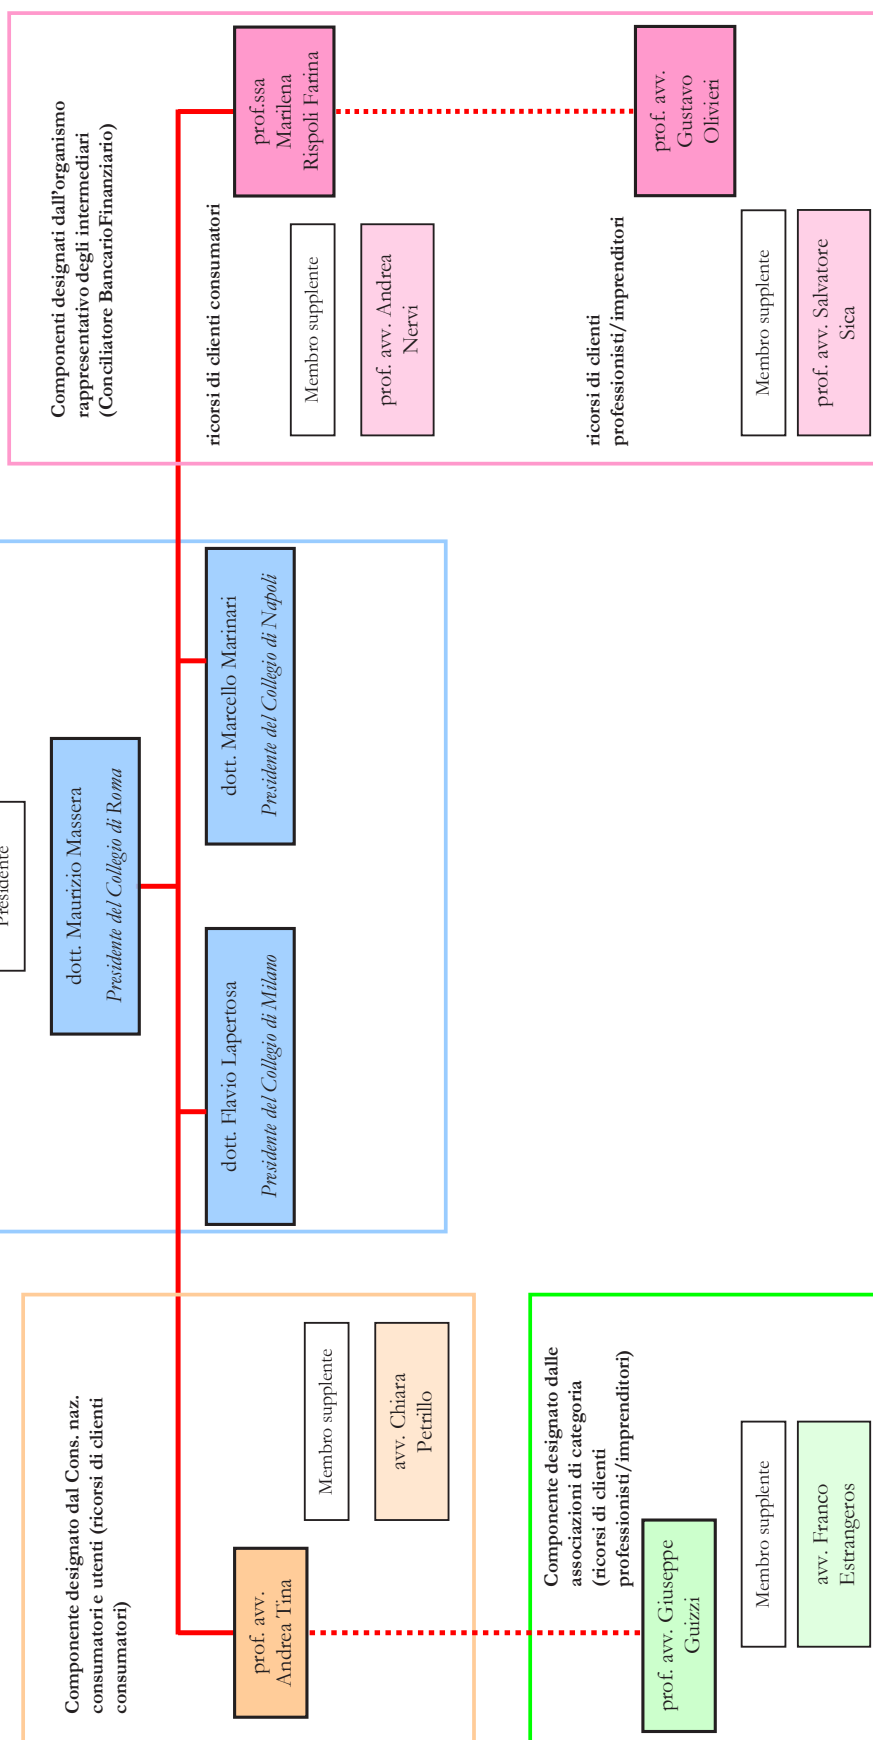 Presidente
dott. Maurizio Massera
Presidente del Collegio di Roma
dott. Flavio Lapertosa
Presidente del Collegio di Milano
dott. Marcello Marinari
Presidente del Collegio di Napoli
Componente designato dal Cons. naz.
consumatori e utenti (ricorsi di clienti
consumatori)
prof. avv.
Andrea Tina
Membro supplente
avv. Chiara
Petrillo
Componente designato dalle
associazioni di categoria
(ricorsi di clienti
professionisti/imprenditori)
prof. avv. Giuseppe
Guizzi
Membro supplente
avv. Franco
Estrangeros
Componenti designati dall'organismo
rappresentativo degli intermediari
(Conciliatore BancarioFinanziario)
prof.ssa
Marilena
Rispoli Farina
ricorsi di clienti consumatori
Membro supplente
prof. avv. Andrea
Nervi
prof. avv.
Gustavo
Olivieri
ricorsi di clienti
professionisti/imprenditori
Membro supplente
prof. avv. Salvatore
Sica